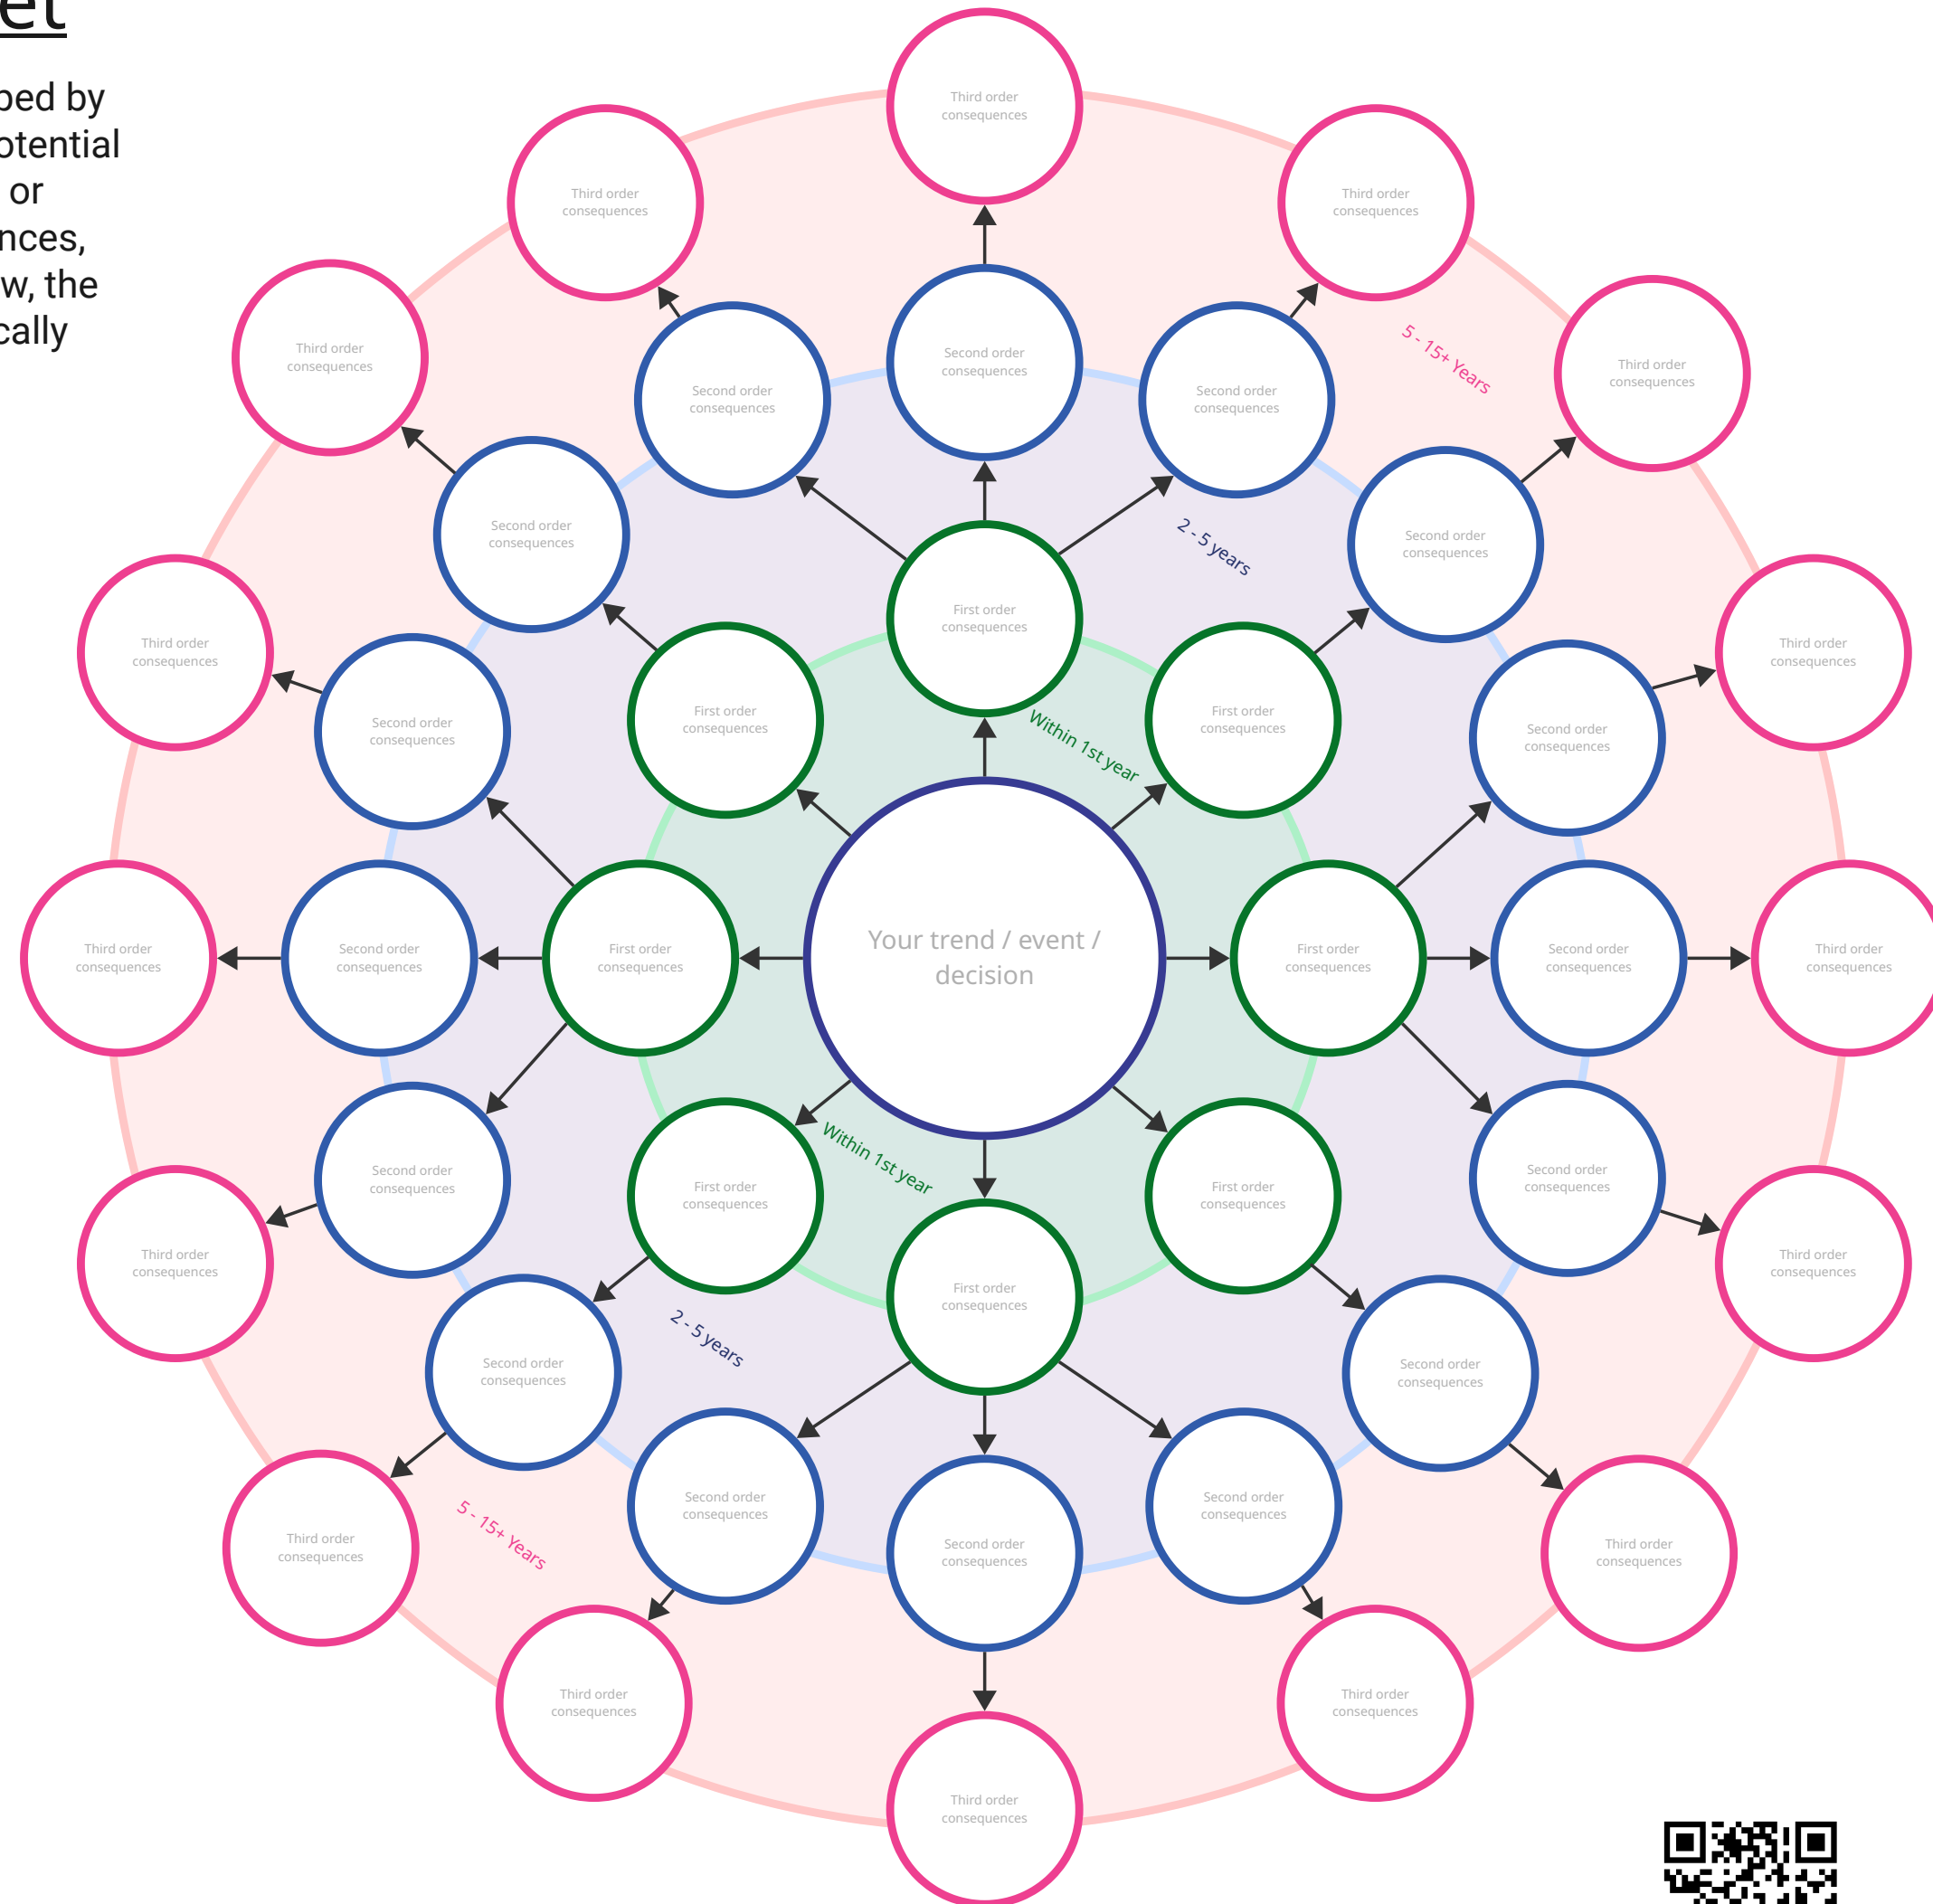 et
ped by
otential
or
nces,
w, the
cally
Third order
consequences
Third order
consequences
Third order
consequences
Third order
consequences
5 - 15+ Years
Third order
consequences
Second order
consequences
Second order
consequences
Second order
consequences
Second order
consequences
2 - 5 years
Second order
consequences
First order
consequences
Third order
consequences
Third order
consequences
Second order
consequences
First order
consequences
Within 1st year
First order
consequences
Second order
consequences
Third order
consequences
Second order
consequences
First order
consequences
Your trend / event /
decision
First order
consequences
Second order
consequences
Third order
consequences
Second order
consequences
Within 1st year
Second order
consequences
First order
consequences
First order
consequences
Third order
consequences
Third order
consequences
First order
consequences
2 - 5 years
Second order
consequences
Second order
consequences
Second order
consequences
Second order
consequences
5 - 15+ Years
Third order
consequences
Second order
consequences
Third order
consequences
Third order
consequences
Third order
consequences
Third order
consequences